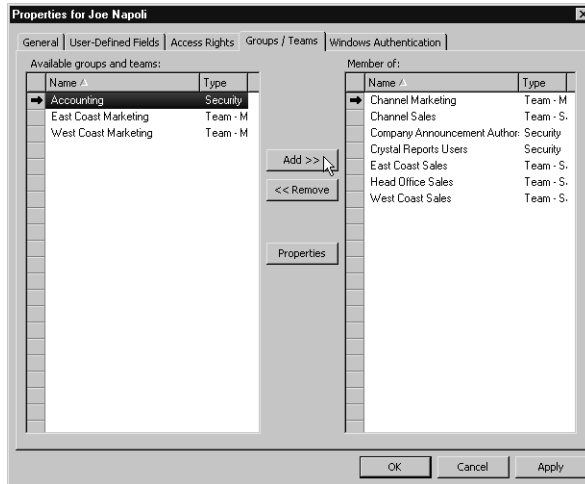 Properties for Joe Napoli
General User-Defined Fields Access Rights Groups / Teams Windows Authentication
Available groups and teams:
Name Type
Accounting Security
East Coast Marketing Team - M
West Coast Marketing Team - M
Add >>
<< Remove
Properties
Member of:
Name Type
Channel Marketing Team - M
Channel Sales Team - S.
Company Announcement Author: Security
Crystal Reports Users Security
East Coast Sales Team - S.
Head Office Sales Team - S.
West Coast Sales Team - S.
OK Cancel Apply